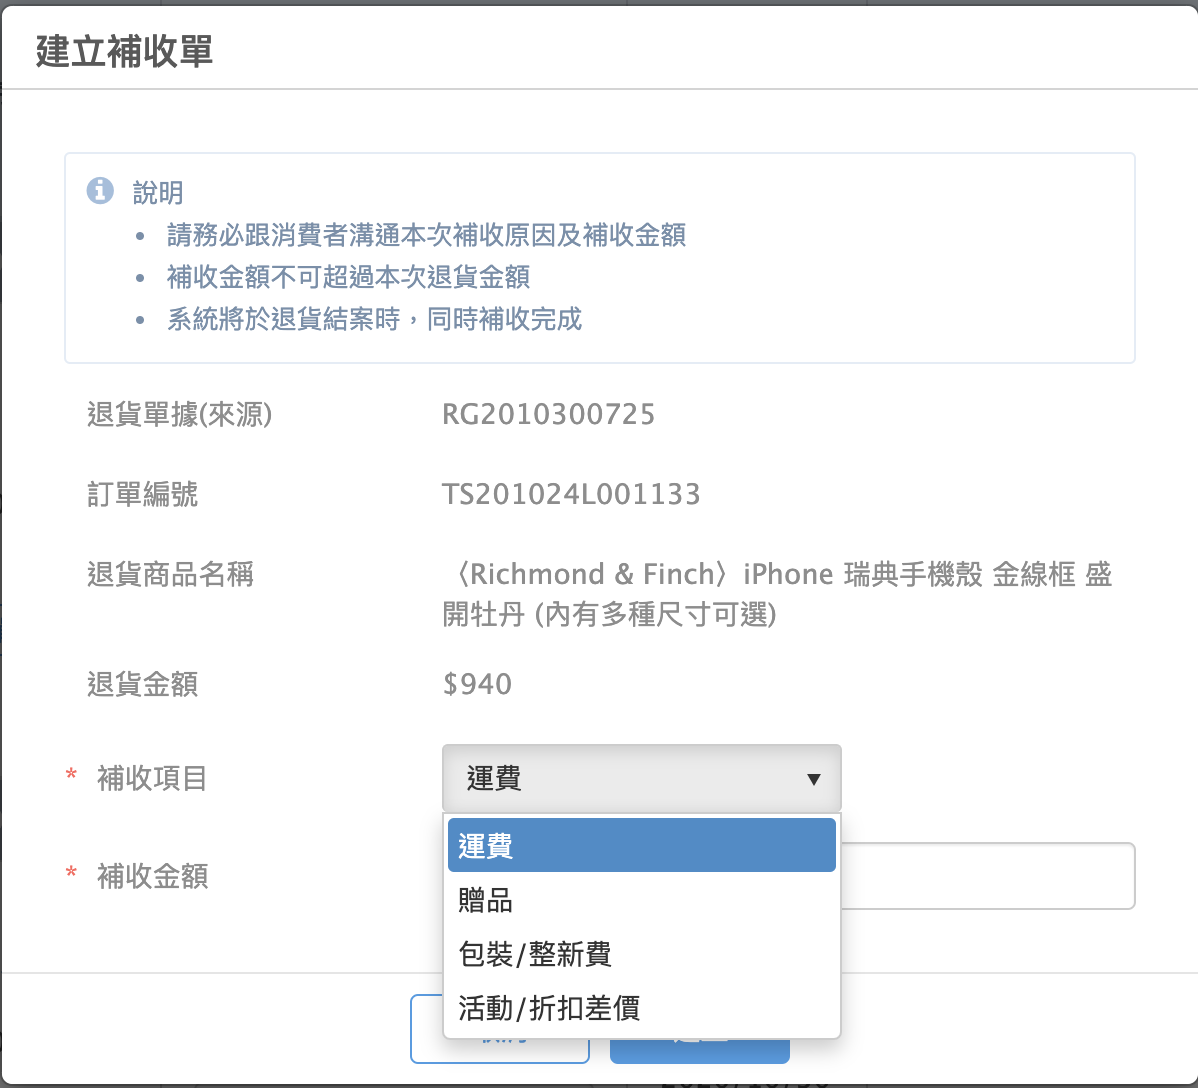 建立補收單
說明
請務必跟消費者溝通本次補收原因及補收金額
補收金額不可超過本次退貨金額
系統將於退貨結案時，同時補收完成
退貨單據(來源) RG2010300725
訂單編號 TS201024L001133
退貨商品名稱 〈Richmond & Finch〉iPhone 瑞典手機殼 金線框 盛
開牡丹 (內有多種尺寸可選)
退貨金額 $940
* 補收項目 運費 ▼
運費
* 補收金額
贈品
包裝/整新費
活動/折扣差價